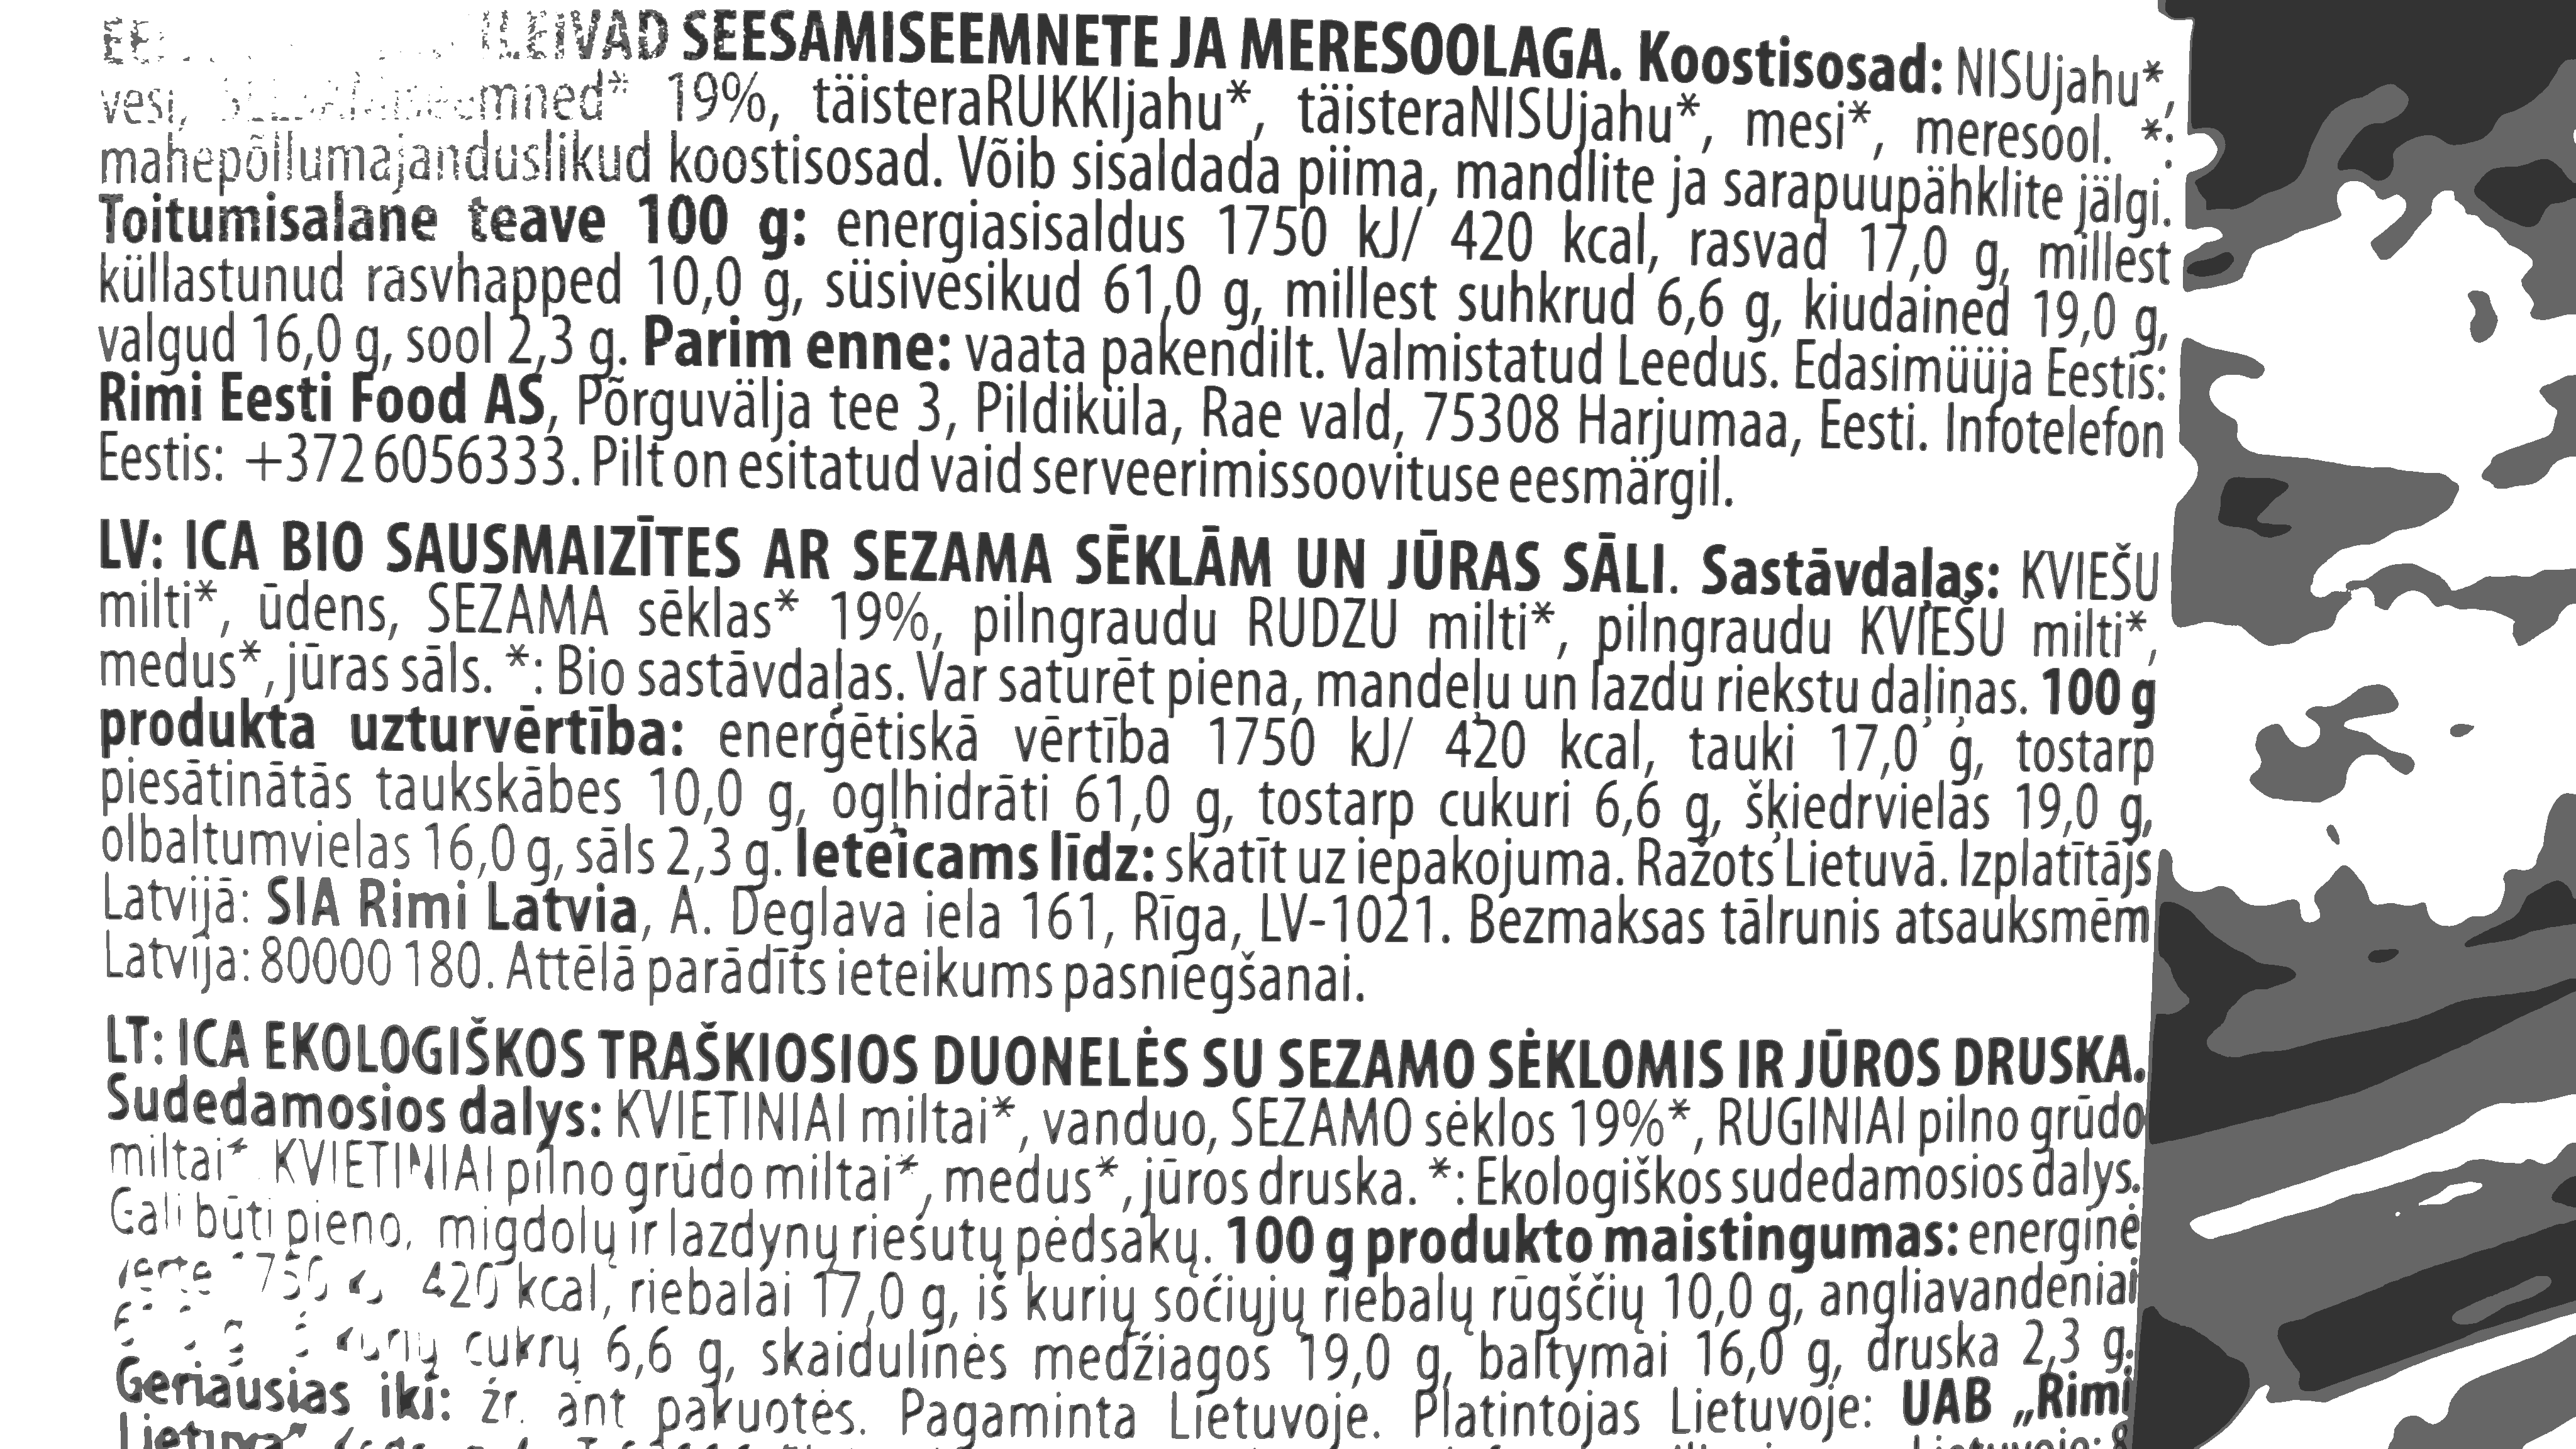 SEESAMISEEMNETE JA MERESOOLAGA. Koostisosad: NISUjahu*,
vesi, 19%, täisteraRUKKIjahu*, täisteraNISUjahu*, mesi*, meresool. *:
mahepõllumajanduslikud koostisosad. Võib sisaldada piima, mandlite ja sarapuupähklite jälgi.
Toitumisalane teave 100 g: energiasisaldus 1750 kJ/ 420 kcal, rasvad 17,0 g, millest
küllastunud rasvhapped 10,0 g, süsivesikud 61,0 g, millest suhkrud 6,6 g, kiudained 19,0 g,
valgud 16,0 g, sool 2,3 g. Parim enne: vaata pakendilt. Valmistatud Leedus. Edasimüüja Eestis:
Rimi Eesti Food AS, Põrguvälja tee 3, Pildiküla, Rae vald, 75308 Harjumaa, Eesti. Infotelefon
Eestis: +372 6056333. Pilt on esitatud vaid serveerimissoovituse eesmärgil.
LV: ICA BIO SAUSMAIZĪTES AR SEZAMA SĒKLĀM UN JŪRAS SĀLI. Sastāvdaļas: KVIEŠU
milti*, ūdens, SEZAMA sēklas* 19%, pilngraudu RUDZU milti*, pilngraudu KVIEŠU milti*,
medus*, jūras sāls. *: Bio sastāvdaļas. Var saturēt piena, mandeļu un lazdu riekstu daļiņas. 100 g
produkta uzturvērtība: enerģētiskā vērtība 1750 kJ/ 420 kcal, tauki 17,0 g, tostarp
piesātinātās taukskābes 10,0 g, ogļhidrāti 61,0 g, tostarp cukuri 6,6 g, šķiedrvielas 19,0 g,
olbaltumvielas 16,0 g, sāls 2,3 g. Ieteicams līdz: skatīt uz iepakojuma. Ražots Lietuvā. Izplatītājs
Latvijā: SIA Rimi Latvia, A. Deglava iela 161, Rīga, LV-1021. Bezmaksas tālrunis atsauksmēm
Latvijā: 80000180. Attēlā parādīts ieteikums pasniegšanai.
LT: ICA EKOLOGIŠKOS TRAŠKIOSIOS DUONELĖS SU SEZAMO SĖKLOMIS IR JŪROS DRUSKA.
Sudedamosios dalys: KVIETINIAI miltai*, vanduo, SEZAMO sėklos 19%*, RUGINIAI pilno grūdo
miltai*, KVIETINIAI pilno grūdo miltai*, medus*, jūros druska. *: Ekologiškos sudedamosios dalys.
Gali būti pieno, migdolų ir lazdynų riešutų pėdsakų. 100 g produkto maistingumas: energinė
420 kcal, riebalai 17,0 g, iš kurių sočiųjų riebalų rūgščių 10,0 g, angliavandeniai
kurių cukrų 6,6 g, skaidulinės medžiagos 19,0 g, baltymai 16,0 g, druska 2,3 g.
Geriausias iki: žr. ant pakuotės. Pagaminta Lietuvoje. Platintojas Lietuvoje: UAB „Rimi